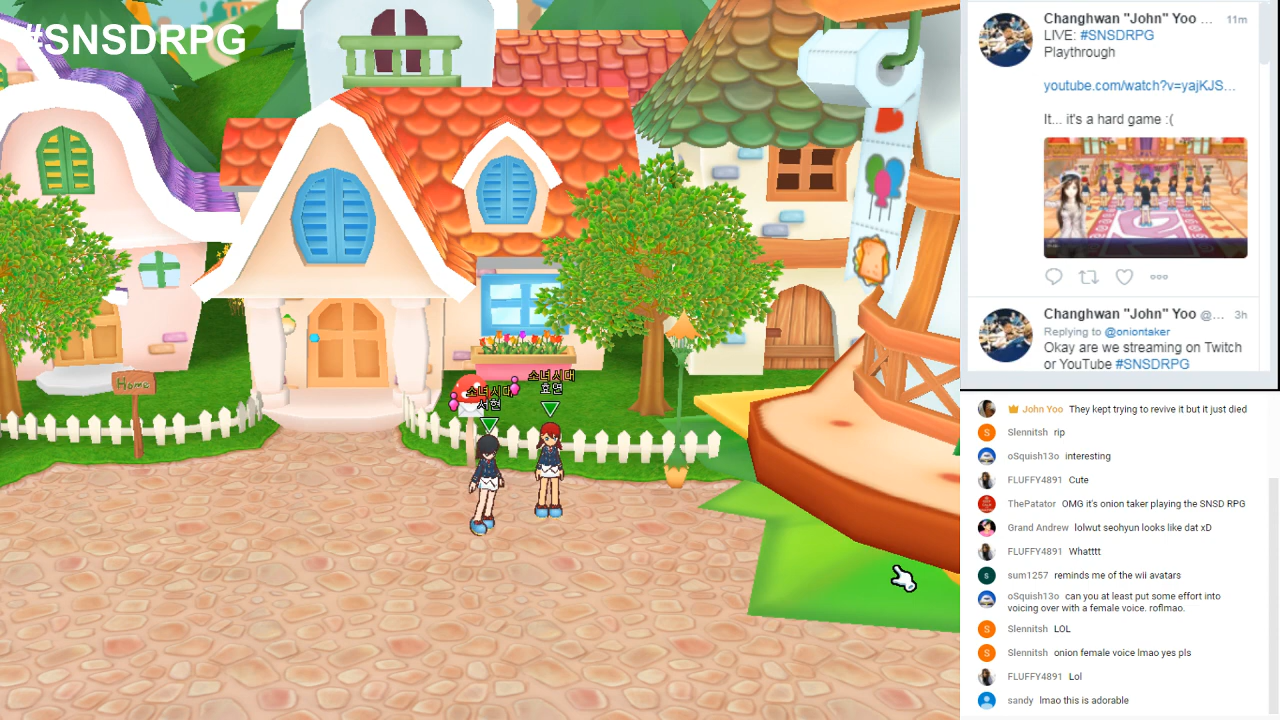 #SNSDRPG
Home
소녀시대
서현
소녀시대
효연
Changhwan "John" Yoo ... 11m
LIVE: #SNSDRPG
Playthrough
youtube.com/watch?v=yajKJS...
It... it's a hard game :(
Changhwan "John" Yoo @... 3h
Replying to @oniontaker
Okay are we streaming on Twitch
or YouTube #SNSDRPG
John Yoo They kept trying to revive it but it just died
Slennitsh rip
oSquish13o interesting
FLUFFY4891 Cute
ThePatator OMG it's onion taker playing the SNSD RPG
Grand Andrew lolwut seohyun looks like dat xD
FLUFFY4891 Whatttt
s sum1257 reminds me of the wii avatars
oSquish13o can you at least put some effort into
voicing over with a female voice. roflmao.
S Slennitsh LOL
S Slennitsh onion female voice lmao yes pls
FLUFFY4891 Lol
sandy lmao this is adorable